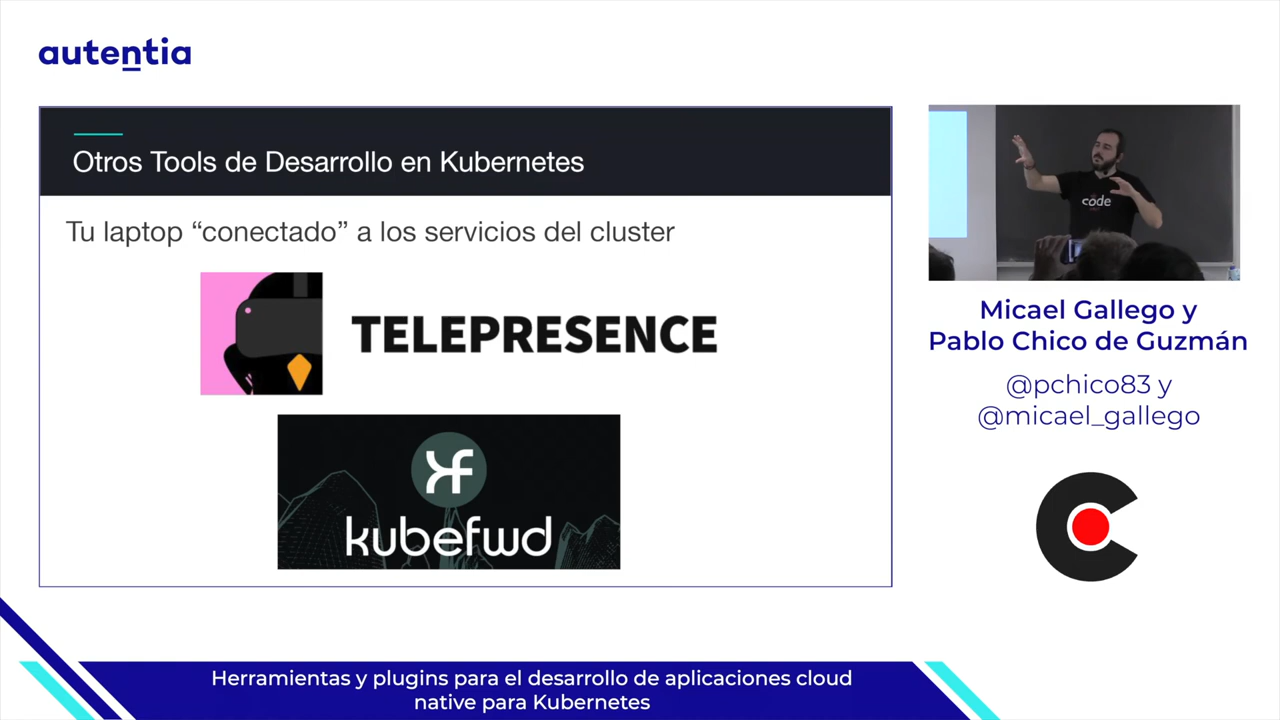 autentia
Otros Tools de Desarrollo en Kubernetes
Tu laptop “conectado” a los servicios del cluster
TELEPRESENCE
kf
kubefwd
code
Micael Gallego y
Pablo Chico de Guzmán
@pchico83 y
@micael_gallego
Herramientas y plugins para el desarrollo de aplicaciones cloud
native para Kubernetes